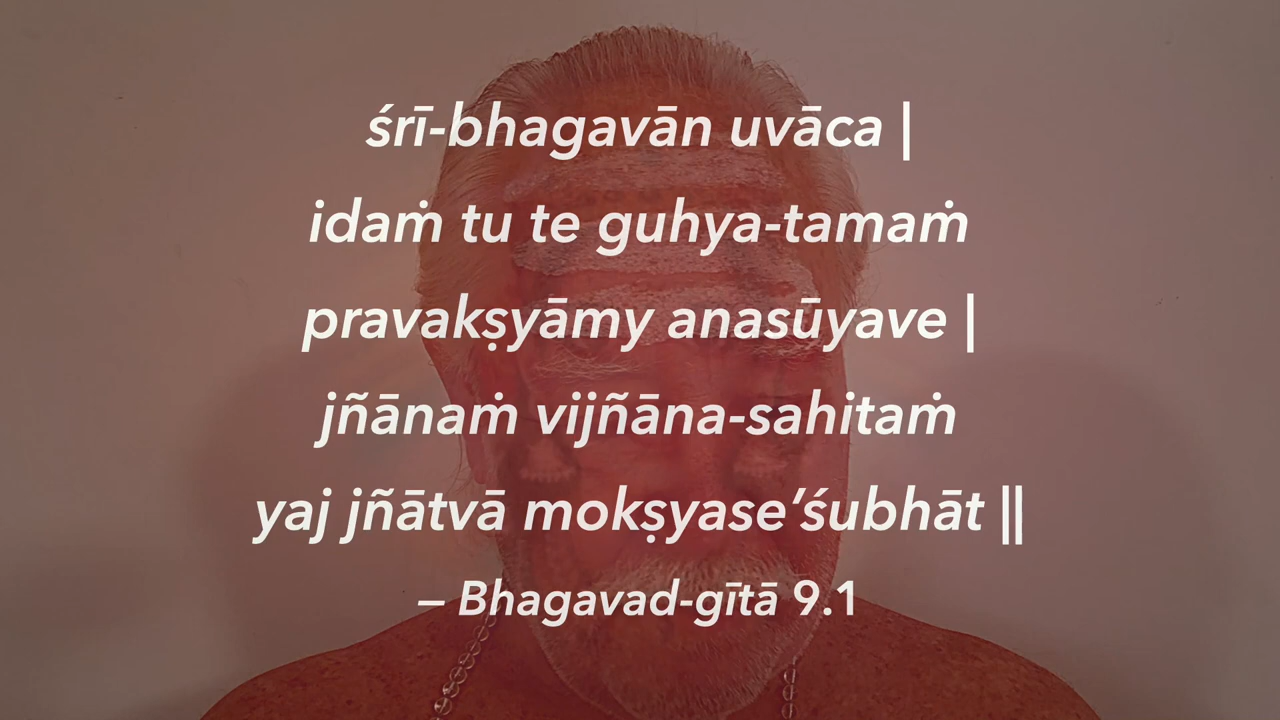 śrī-bhagavān uvāca |
idaṁ tu te guhya-tamaṁ
pravakṣyāmy anasūyave |
jñānaṁ vijñāna-sahitaṁ
yaj jñātvā mokṣyase‘śubhāt ||
– Bhagavad-gītā 9.1